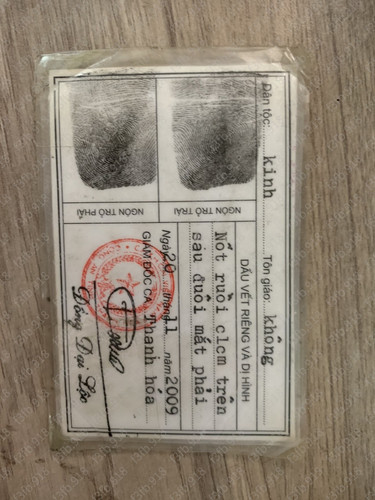 Dân tộc: kinh Tôn giáo: không
DẤU VẾT RIÊNG VÀ DỊ HÌNH
Nốt ruồi c1cm trên
sau đuôi mắt phải
NGÓN TRỎ TRÁI
NGÓN TRỎ PHẢI
Ngày 20 tháng 11 năm 2009
GIÁM ĐỐC CA Thanh hóa
Đồng Đại Lộc